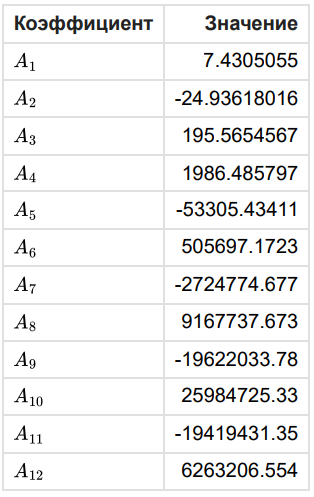 Коэффициент Значение
A₁ 7.4305055
A₂ -24.93618016
A₃ 195.5654567
A₄ 1986.485797
A₅ -53305.43411
A₆ 505697.1723
A₇ -2724774.677
A₈ 9167737.673
A₉ -19622033.78
A₁₀ 25984725.33
A₁₁ -19419431.35
A₁₂ 6263206.554